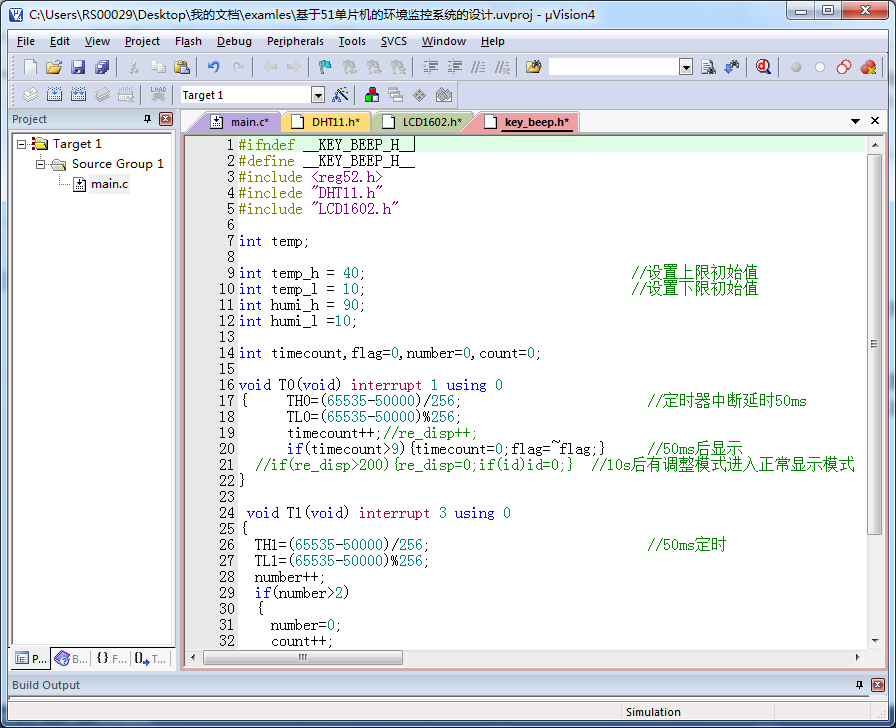 C:\Users\RS00029\Desktop\我的文档\examles\基于51单片机的环境监控系统的设计.uvproj - µVision4
File Edit View Project Flash Debug Peripherals Tools SVCS Window Help
LOAD Target 1
Project
main.c* DHT11.h* LCD1602.h* key_beep.h*
Target 1
Source Group 1
main.c
1 #ifndef __KEY_BEEP_H__
2 #define __KEY_BEEP_H__
3 #include <reg52.h>
4 #inclede "DHT11.h"
5 #include "LCD1602.h"
6
7 int temp;
8
9 int temp_h = 40; //设置上限初始值
10 int temp_l = 10; //设置下限初始值
11 int humi_h = 90;
12 int humi_l =10;
13
14 int timecount,flag=0,number=0,count=0;
15
16 void T0(void) interrupt 1 using 0
17 { TH0=(65535-50000)/256; //定时器中断延时50ms
18 TL0=(65535-50000)%256;
19 timecount++;//re_disp++;
20 if(timecount>9){timecount=0;flag=~flag;} //50ms后显示
21 //if(re_disp>200){re_disp=0;if(id)id=0;} //10s后有调整模式进入正常显示模式
22 }
23
24 void T1(void) interrupt 3 using 0
25 {
26 TH1=(65535-50000)/256; //50ms定时
27 TL1=(65535-50000)%256;
28 number++;
29 if(number>2)
30 {
31 number=0;
32 count++;
P... B... {} F... T...
Build Output
Simulation